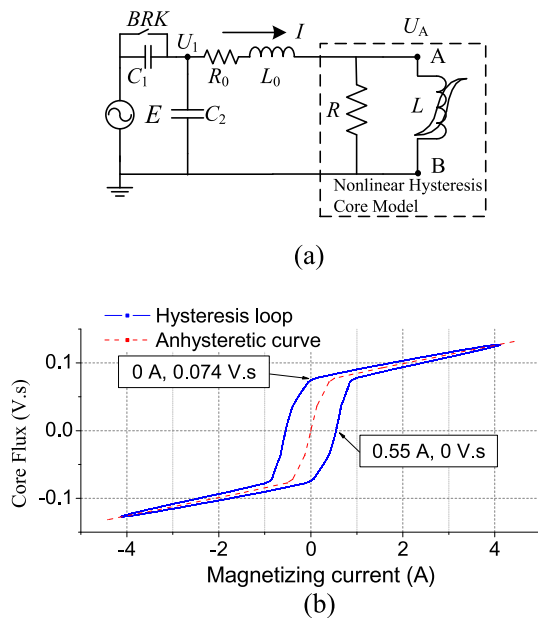 BRK
U1
I
UA
C1
R0
L0
A
E
C2
R
L
B
Nonlinear Hysteresis
Core Model
(a)
Hysteresis loop
Anhysteretic curve
0.1
0 A, 0.074 V.s
0.0
0.55 A, 0 V.s
-0.1
Core Flux (V.s)
-4 -2 0 2 4
Magnetizing current (A)
(b)